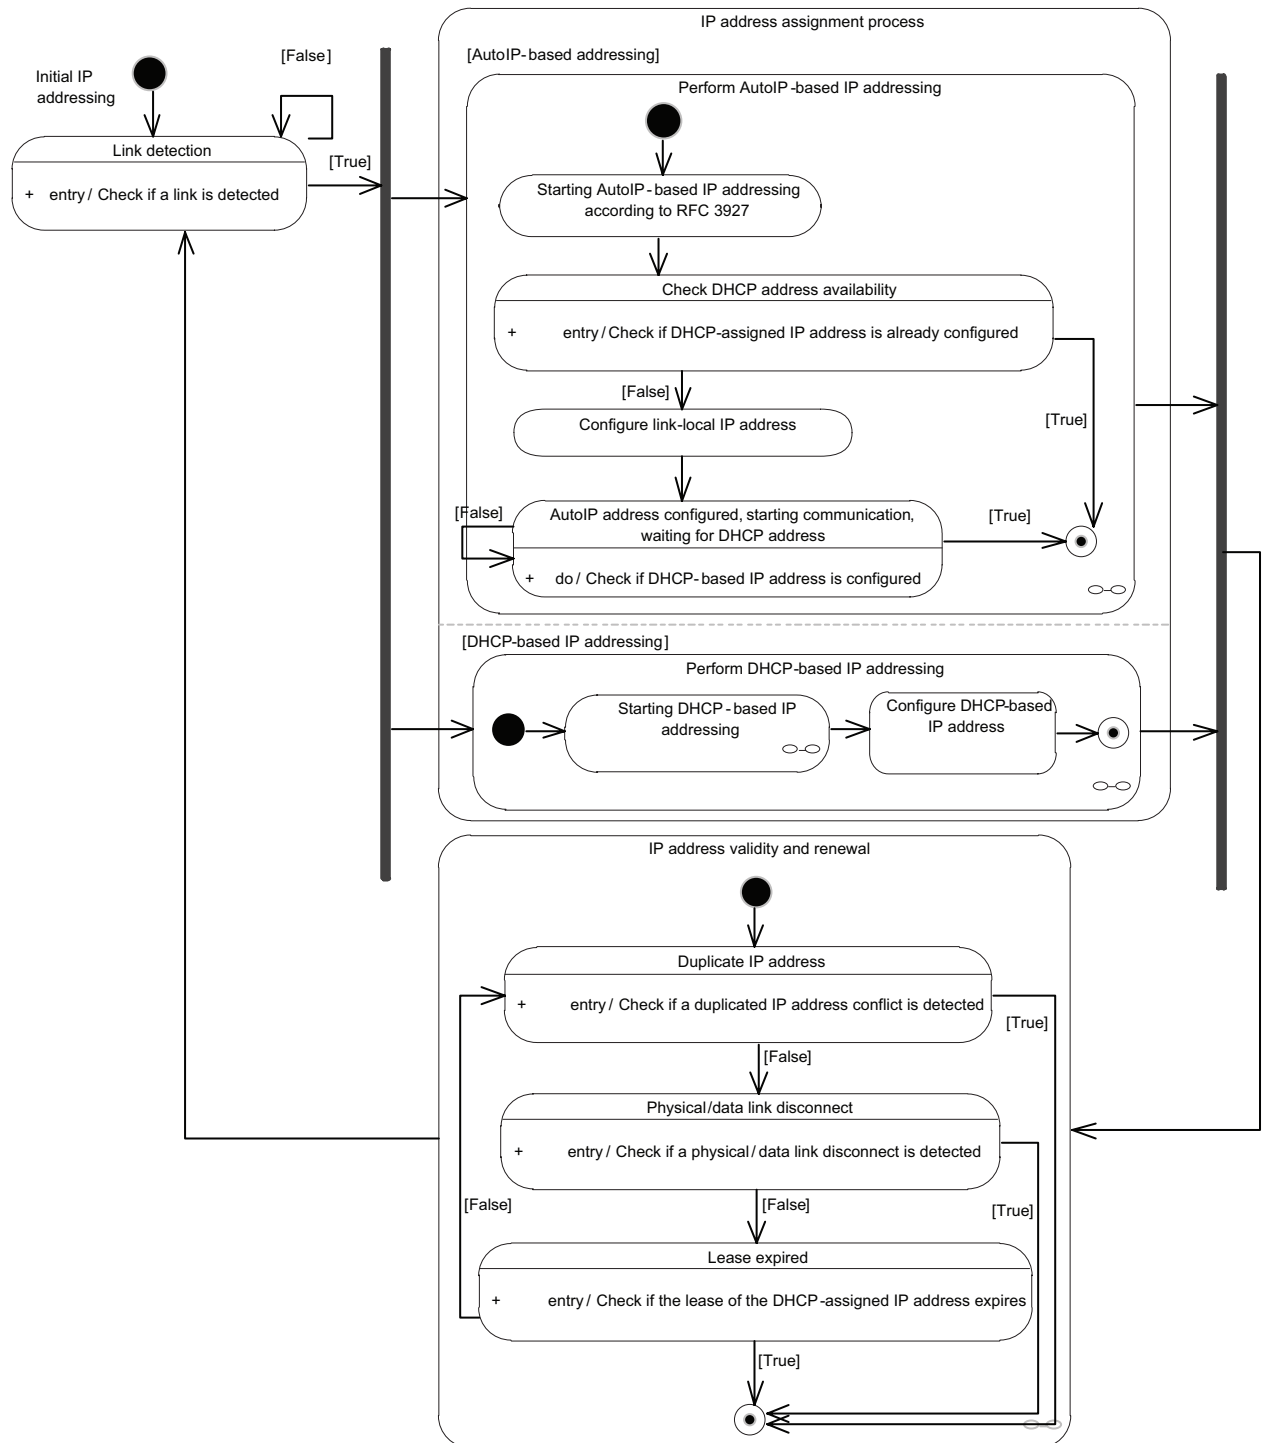 IP address assignment process
[AutoIP-based addressing]
[False]
Initial IP
addressing
Perform AutoIP-based IP addressing
Link detection
[True]
+ entry / Check if a link is detected
Starting AutoIP-based IP addressing
according to RFC 3927
Check DHCP address availability
+ entry / Check if DHCP-assigned IP address is already configured
[False]
[True]
Configure link-local IP address
[False]
AutoIP address configured, starting communication,
waiting for DHCP address
[True]
+ do / Check if DHCP-based IP address is configured
[DHCP-based IP addressing]
Perform DHCP-based IP addressing
Starting DHCP-based IP
addressing
Configure DHCP-based
IP address
IP address validity and renewal
Duplicate IP address
+ entry / Check if a duplicated IP address conflict is detected
[True]
[False]
Physical/data link disconnect
+ entry / Check if a physical/data link disconnect is detected
[False]
[False]
[True]
Lease expired
+ entry / Check if the lease of the DHCP-assigned IP address expires
[True]